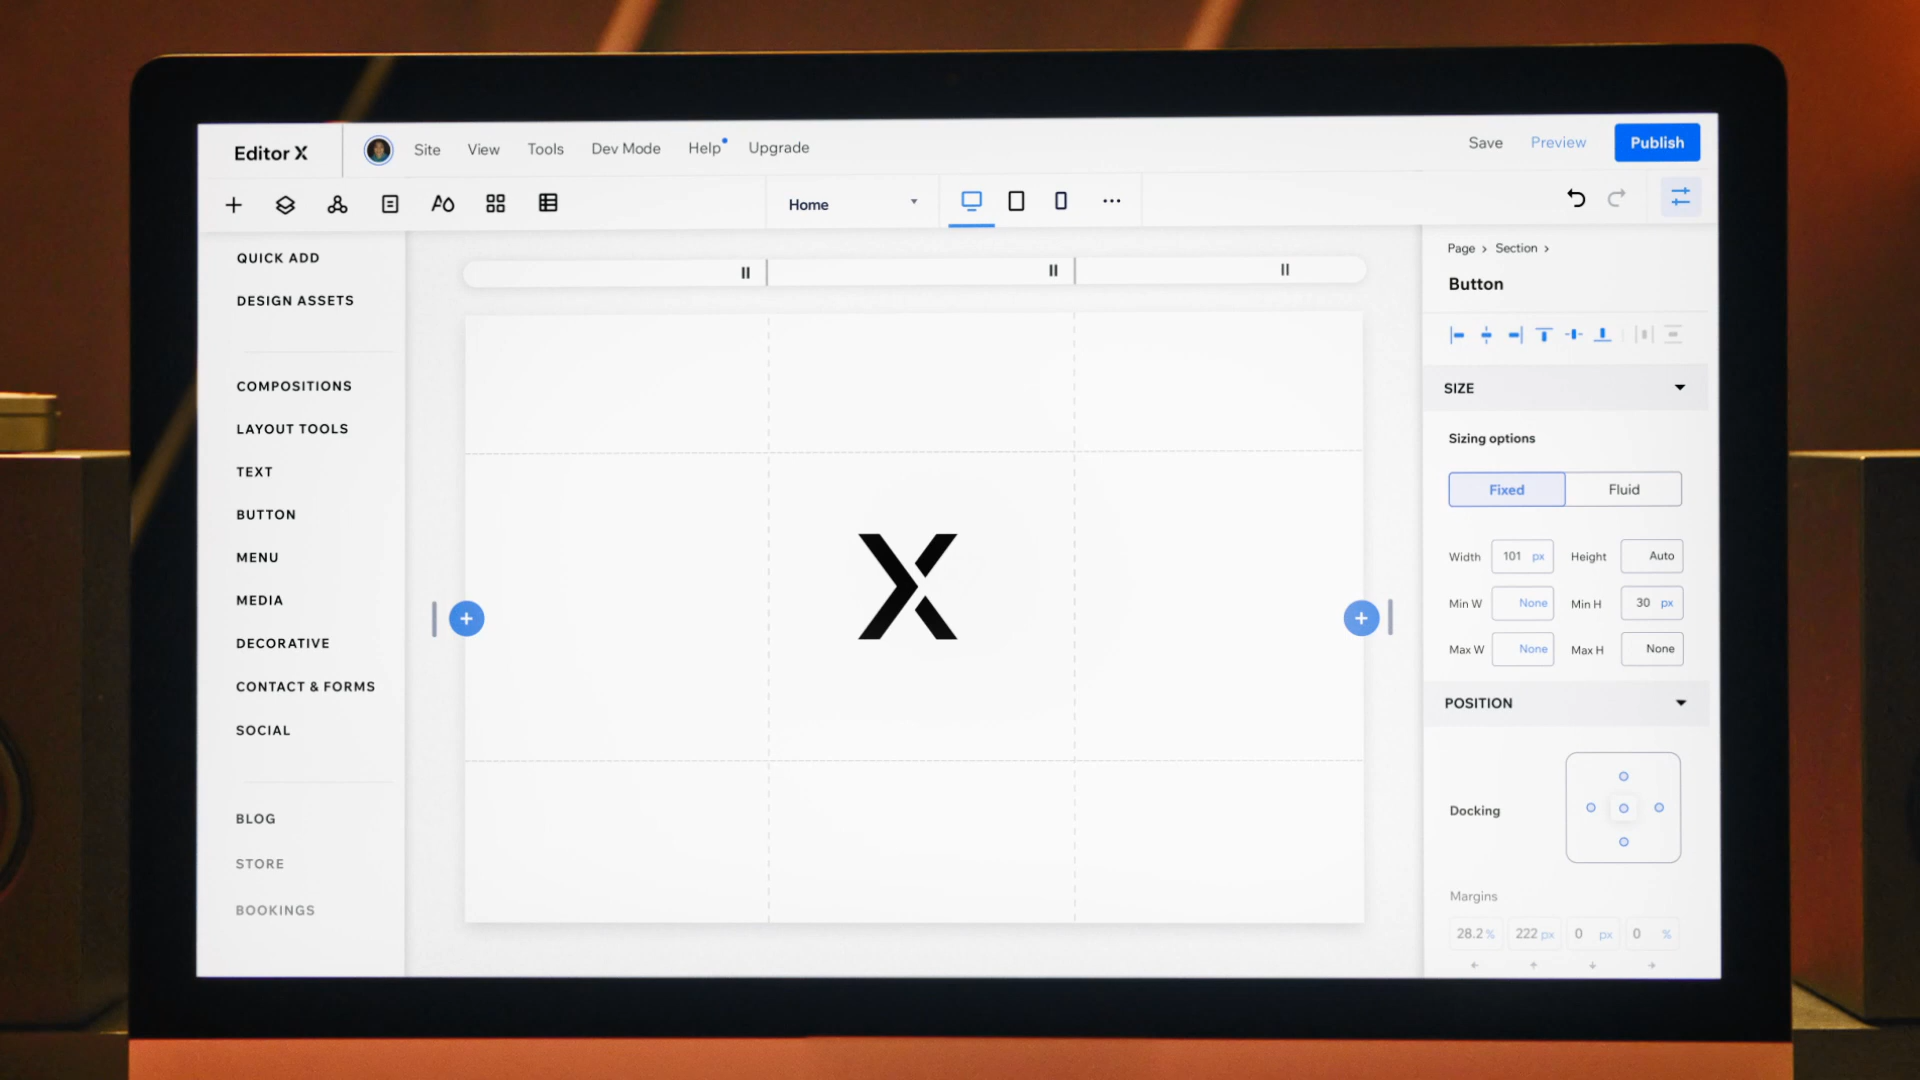 Editor X
Site View Tools Dev Mode Help Upgrade
Save Preview Publish
Home
QUICK ADD
DESIGN ASSETS
COMPOSITIONS
LAYOUT TOOLS
TEXT
BUTTON
MENU
MEDIA
DECORATIVE
CONTACT & FORMS
SOCIAL
BLOG
STORE
BOOKINGS
X
Page > Section >
Button
SIZE
Sizing options
Fixed Fluid
Width 101 px Height Auto
Min W None Min H 30 px
Max W None Max H None
POSITION
Docking
Margins
28.2 % 222 px 0 px 0 %